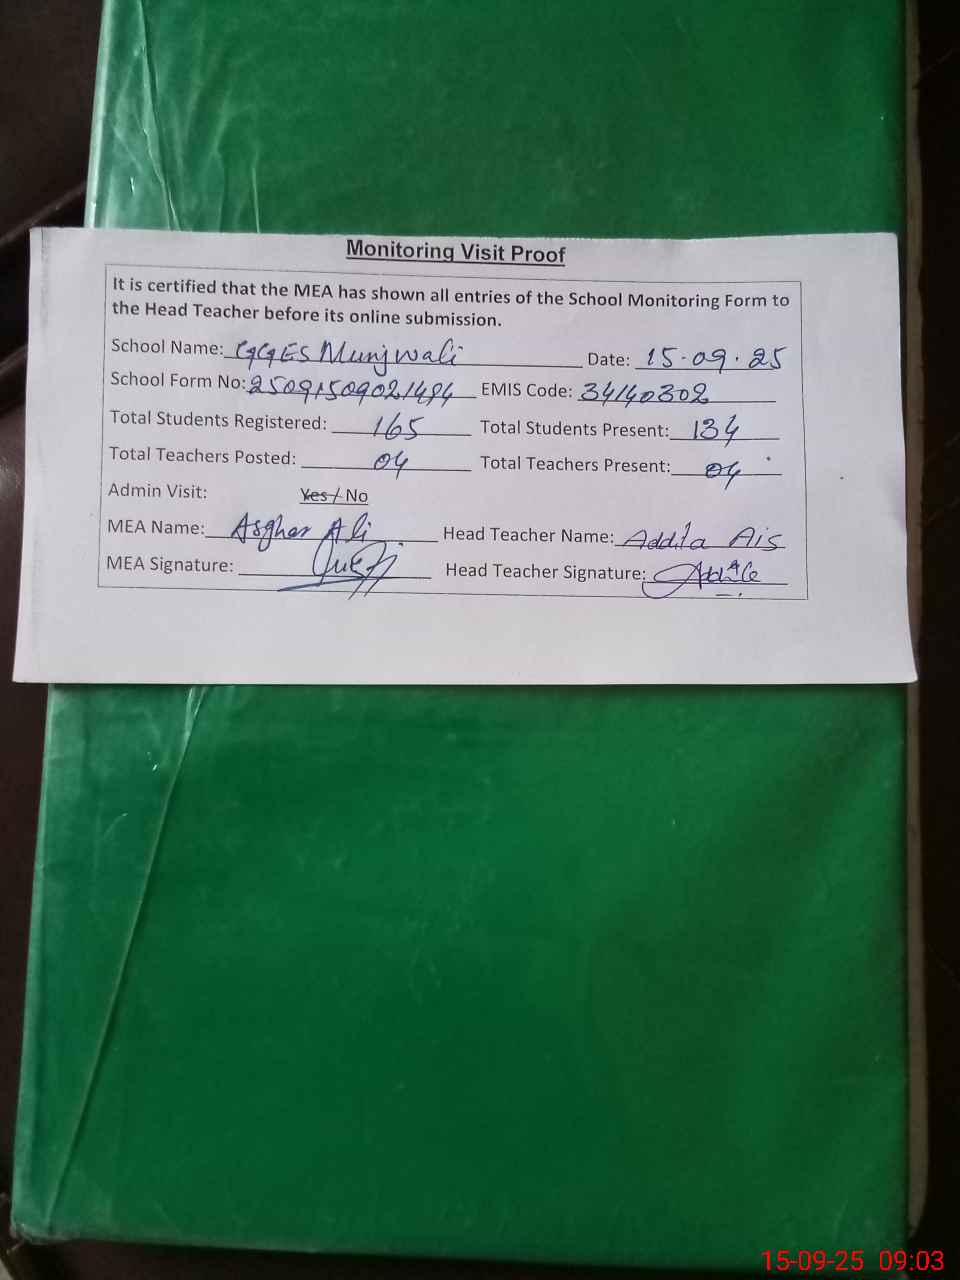 Monitoring Visit Proof
It is certified that the MEA has shown all entries of the School Monitoring Form to
the Head Teacher before its online submission.
School Name: GGES Munjwali Date: 15.09.25
School Form No: 25091509021484 EMIS Code: 34140302
Total Students Registered: 165 Total Students Present: 134
Total Teachers Posted: 04 Total Teachers Present: 04
Admin Visit: Yes / No
MEA Name: Asghar Ali Head Teacher Name: Addila Ais
MEA Signature: Head Teacher Signature:
15-09-25 09:03